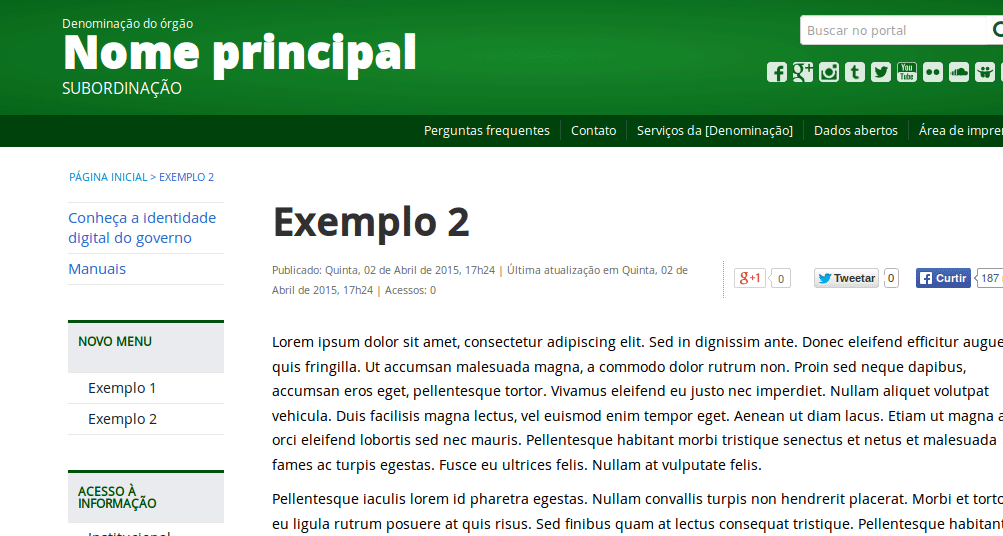 Denominação do órgão
Nome principal
SUBORDINAÇÃO
Buscar no portal
Perguntas frequentes
Contato
Serviços da [Denominação]
Dados abertos
Área de impren
PÁGINA INICIAL > EXEMPLO 2
Conheça a identidade
digital do governo
Manuais
NOVO MENU
Exemplo 1
Exemplo 2
ACESSO À
INFORMAÇÃO
Institucional
Exemplo 2
Publicado: Quinta, 02 de Abril de 2015, 17h24 | Última atualização em Quinta, 02 de
Abril de 2015, 17h24 | Acessos: 0
g+1 0
Tweetar 0
Curtir 187
Lorem ipsum dolor sit amet, consectetur adipiscing elit. Sed in dignissim ante. Donec eleifend efficitur augue
quis fringilla. Ut accumsan malesuada magna, a commodo dolor rutrum non. Proin sed neque dapibus,
accumsan eros eget, pellentesque tortor. Vivamus eleifend eu justo nec imperdiet. Nullam aliquet volutpat
vehicula. Duis facilisis magna lectus, vel euismod enim tempor eget. Aenean ut diam lacus. Etiam ut magna a
orci eleifend lobortis sed nec mauris. Pellentesque habitant morbi tristique senectus et netus et malesuada
fames ac turpis egestas. Fusce eu ultrices felis. Nullam at vulputate felis.
Pellentesque iaculis lorem id pharetra egestas. Nullam convallis turpis non hendrerit placerat. Morbi et torto
eu ligula rutrum posuere at quis risus. Sed finibus quam at lectus consequat tristique. Pellentesque habitant